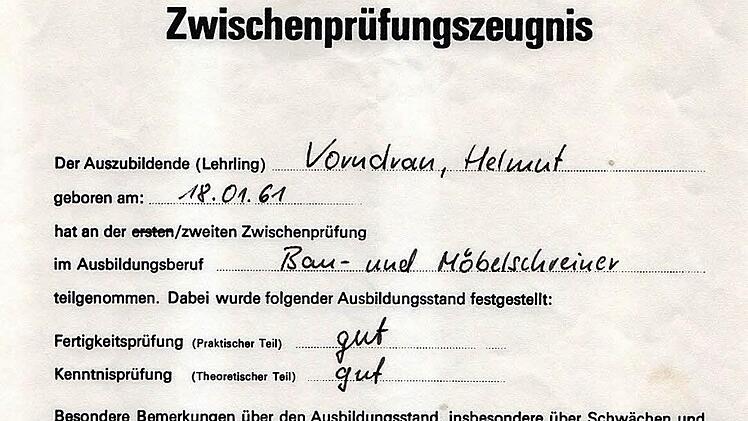 Zwischenprüfungszeugnis
Der Auszubildende (Lehrling) Vorndran, Helmut
geboren am: 18.01.61
hat an der ersten/zweiten Zwischenprüfung
im Ausbildungsberuf Bau- und Möbelschreiner
teilgenommen. Dabei wurde folgender Ausbildungsstand festgestellt:
Fertigkeitsprüfung (Praktischer Teil) gut
Kenntnisprüfung (Theoretischer Teil) gut
Besondere Bemerkungen über den Ausbildungsstand, insbesondere über Schwächen und